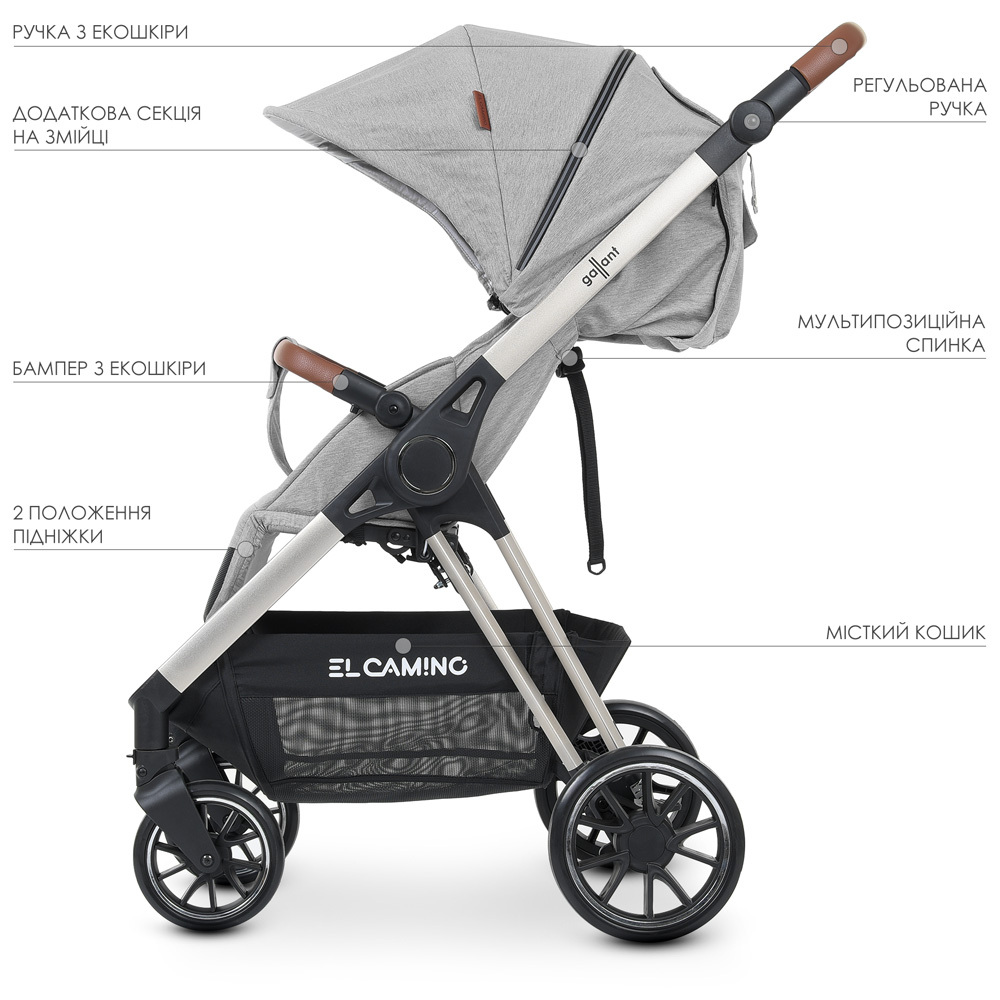 РУЧКА З ЕКОШКІРИ
РЕГУЛЬОВАНА
РУЧКА
ДОДАТКОВА СЕКЦІЯ
НА ЗМІЙЦІ
gallant
МУЛЬТИПОЗИЦІЙНА
СПИНКА
БАМПЕР З ЕКОШКІРИ
2 ПОЛОЖЕННЯ
ПІДНІЖКИ
МІСТКИЙ КОШИК
EL CAMINO